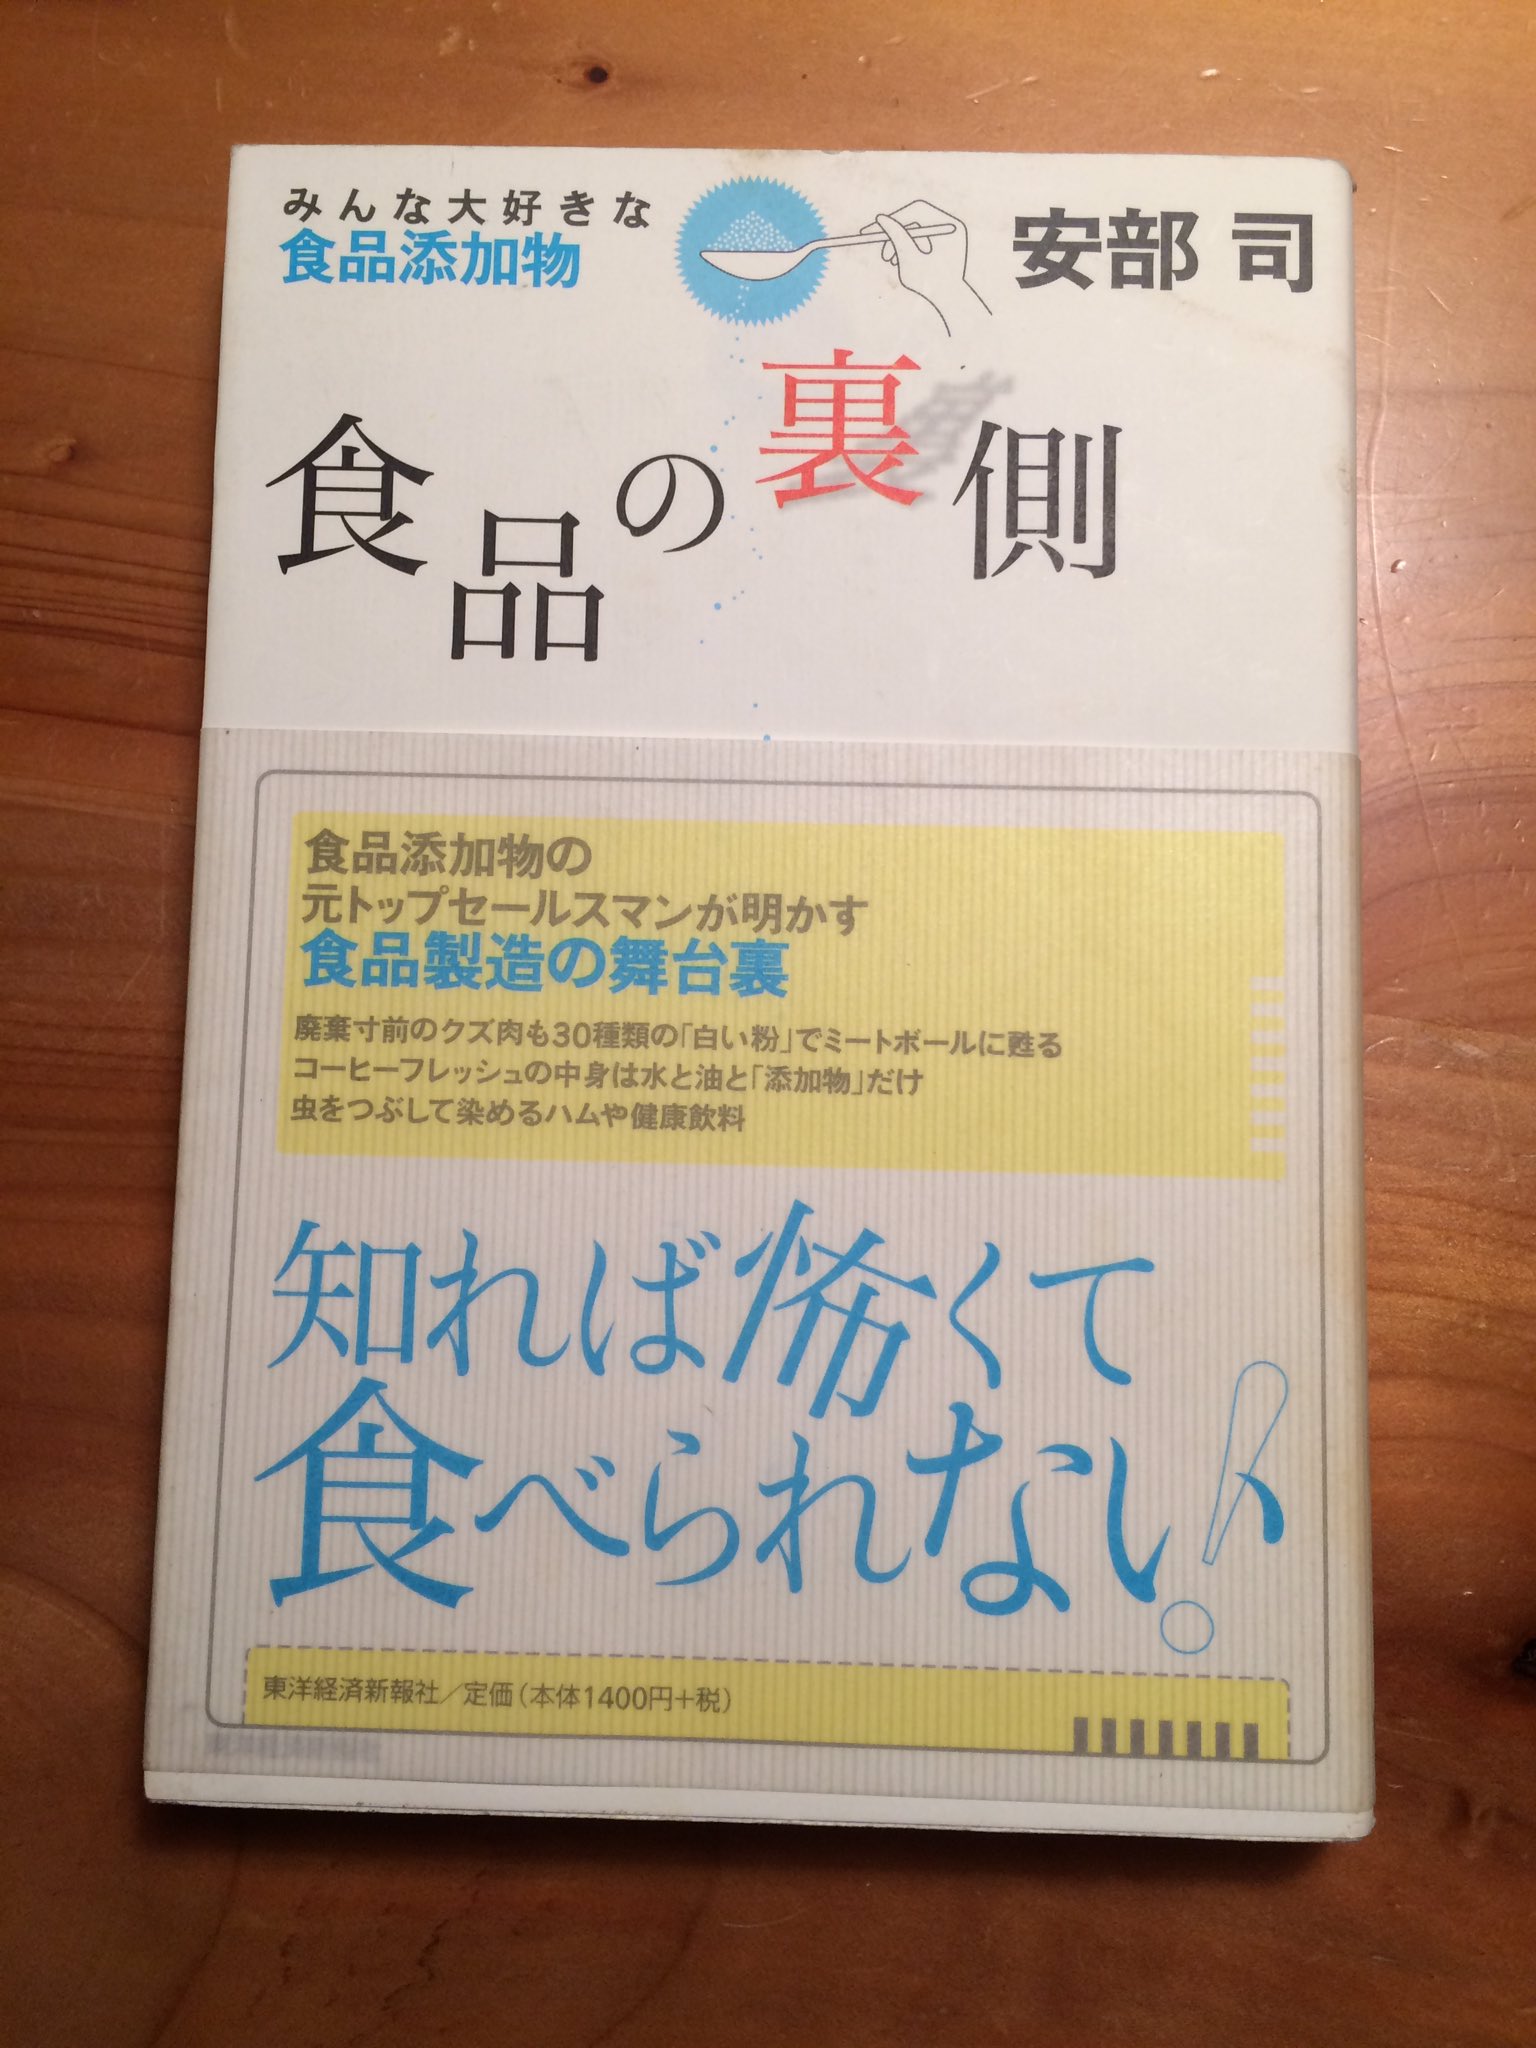 みんな大好きな
食品添加物
安部 司
食品の裏側
食品添加物の
元トップセールスマンが明かす
食品製造の舞台裏
廃棄寸前のクズ肉も30種類の「白い粉」でミートボールに甦る
コーヒーフレッシュの中身は水と油と「添加物」だけ
虫をつぶして染めるハムや健康飲料
知れば怖くて
食べられない!
東洋経済新報社/定価(本体1400円+税)